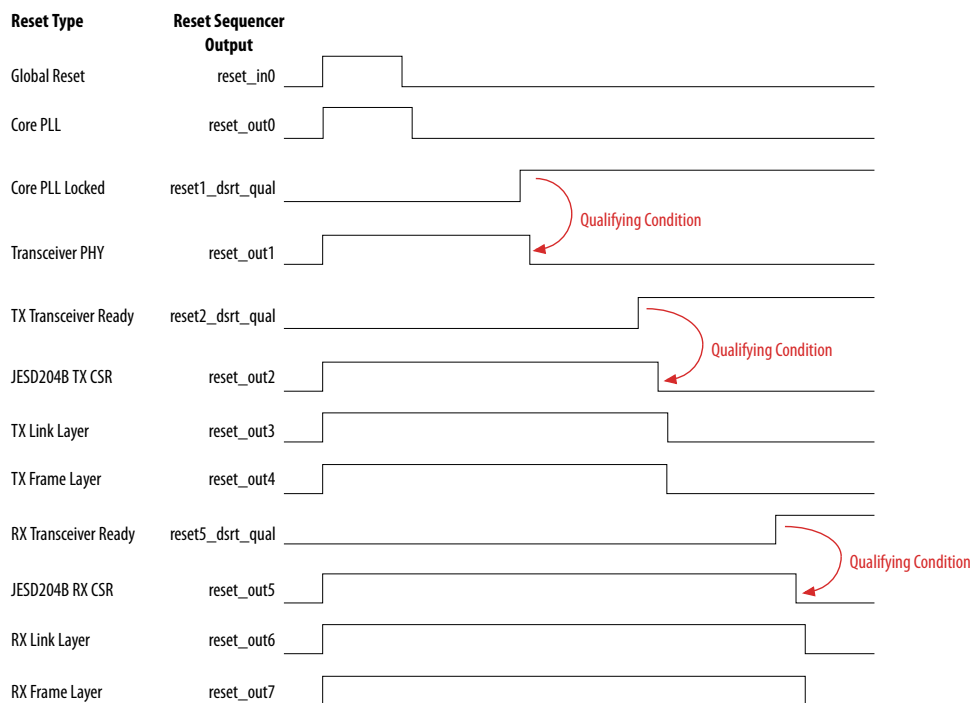 Reset Type Reset Sequencer
Output
Global Reset reset_in0
Core PLL reset_out0
Core PLL Locked reset1_dsrt_qual
Qualifying Condition
Transceiver PHY reset_out1
TX Transceiver Ready reset2_dsrt_qual
Qualifying Condition
JESD204B TX CSR reset_out2
TX Link Layer reset_out3
TX Frame Layer reset_out4
RX Transceiver Ready reset5_dsrt_qual
Qualifying Condition
JESD204B RX CSR reset_out5
RX Link Layer reset_out6
RX Frame Layer reset_out7